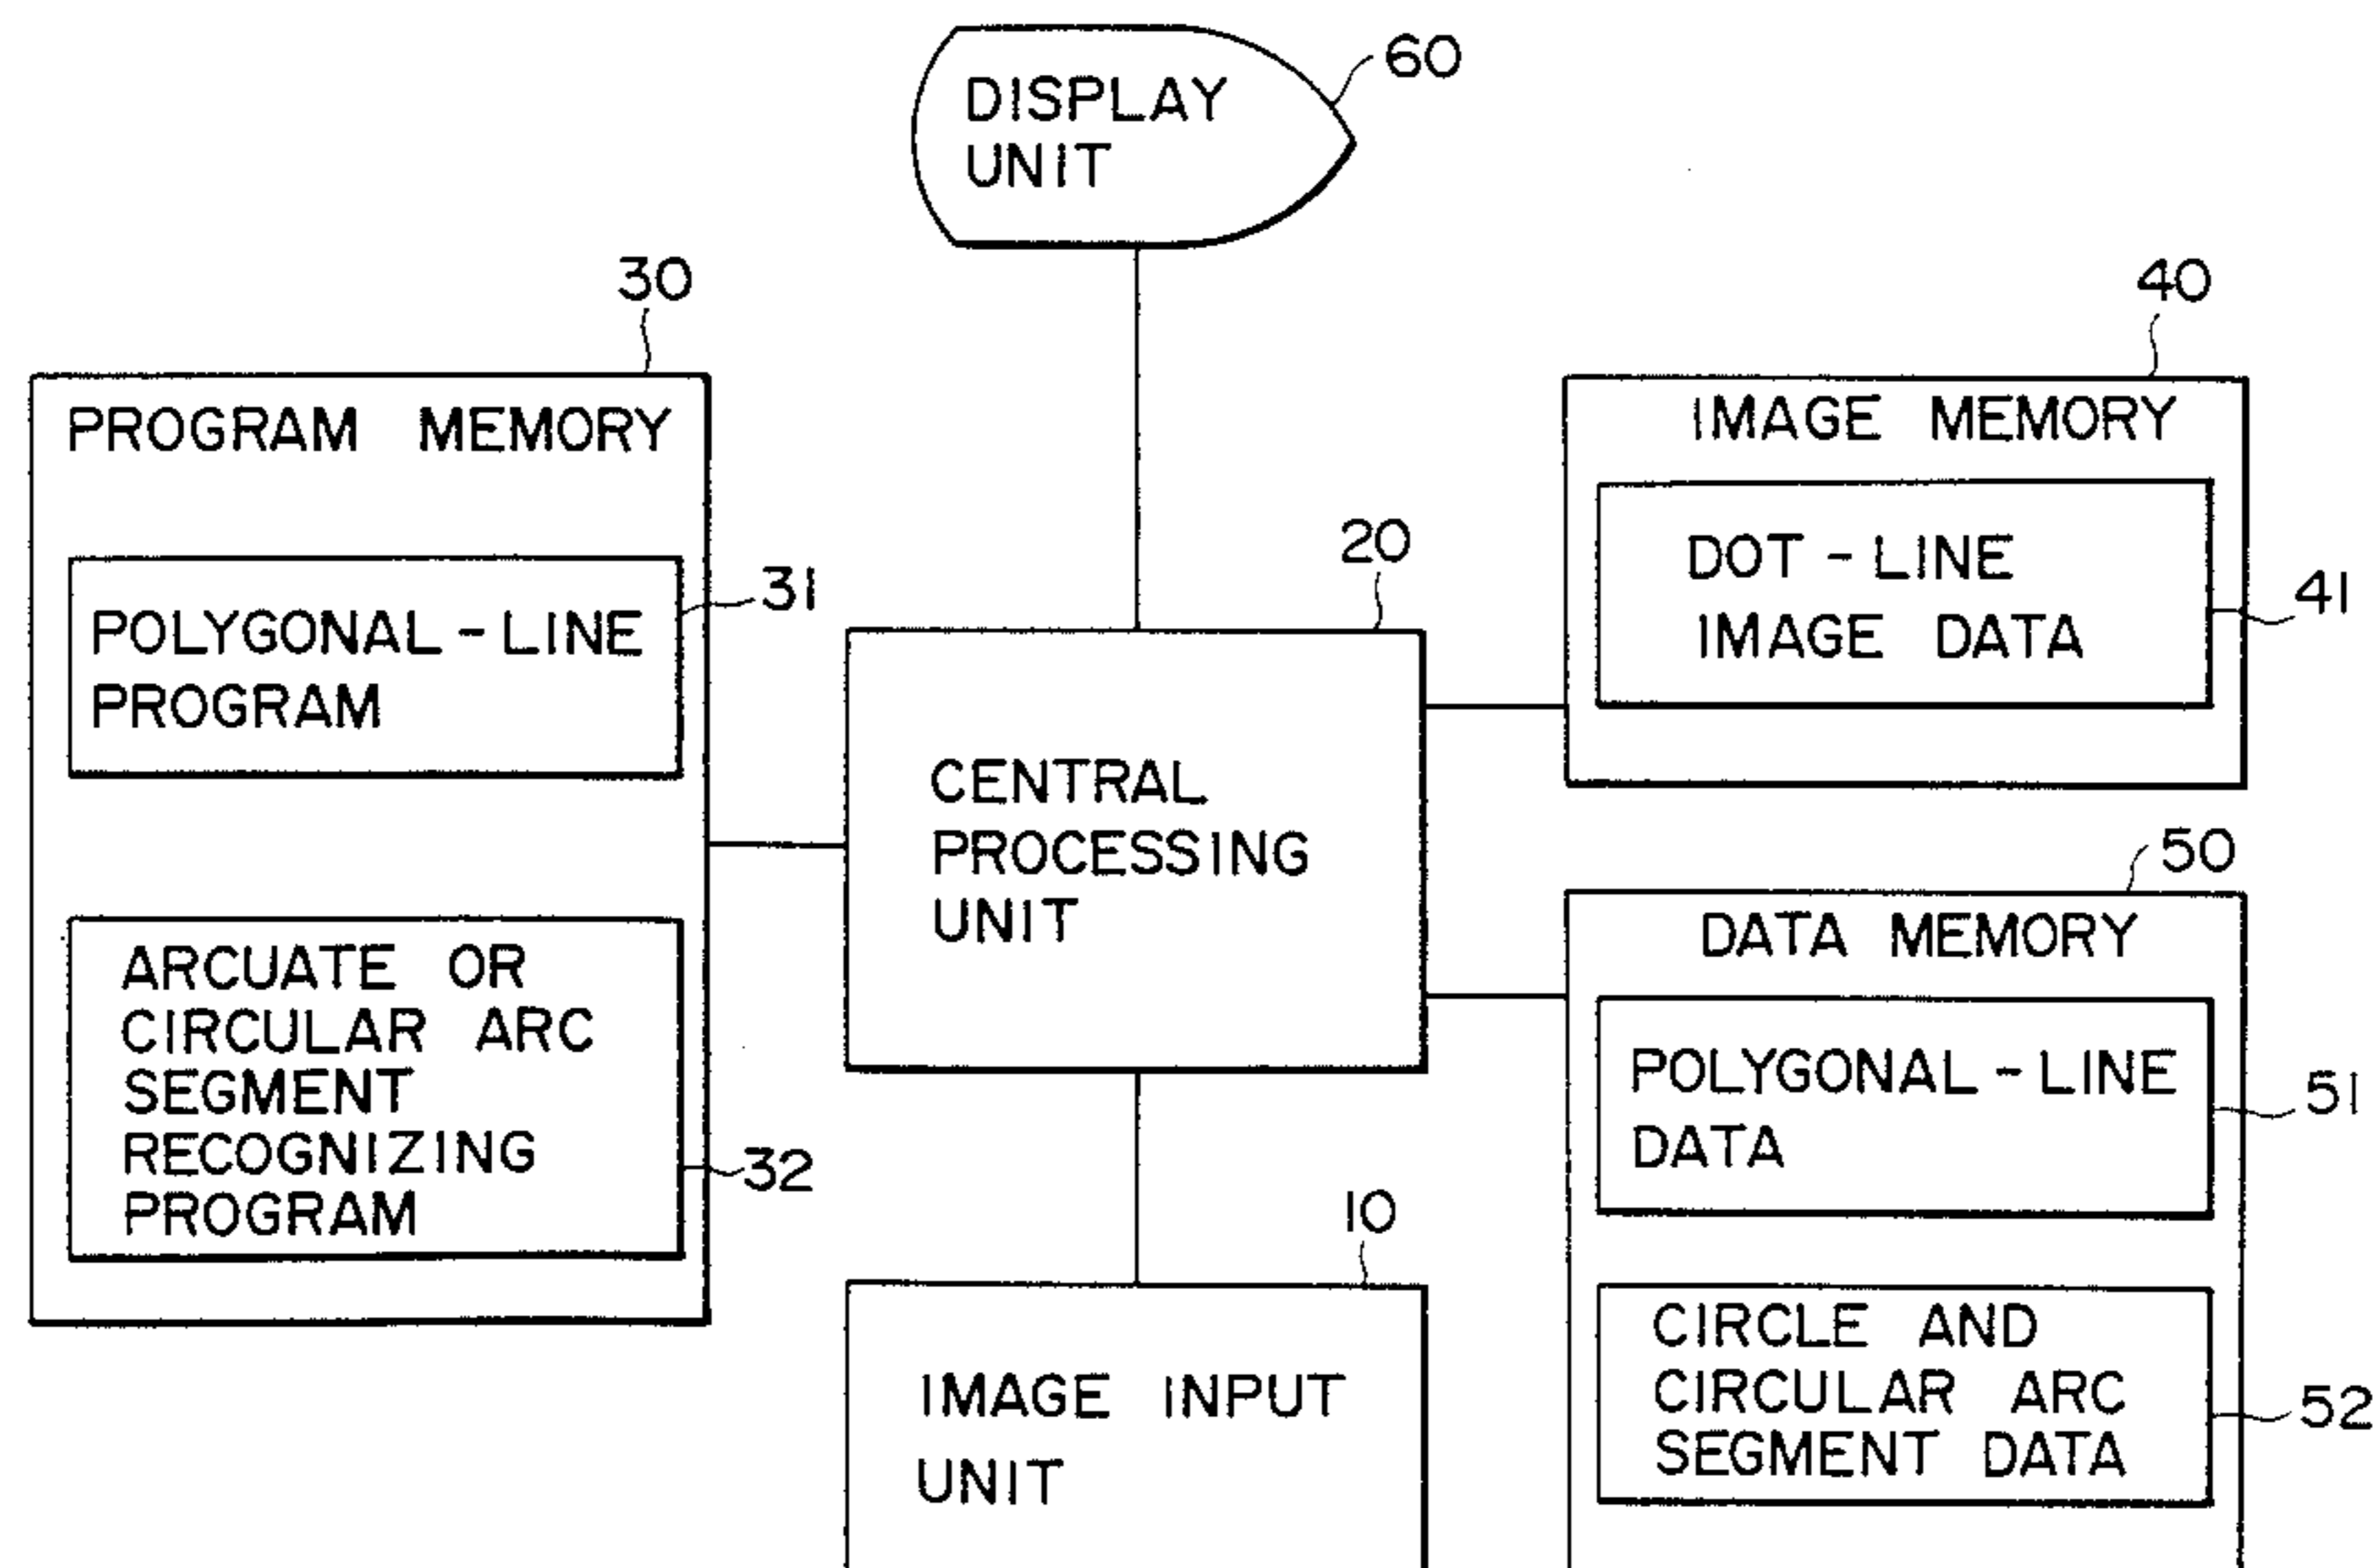 DISPLAY
UNIT
60
30
PROGRAM MEMORY
POLYGONAL-LINE
PROGRAM
31
ARCUATE OR
CIRCULAR ARC
SEGMENT
RECOGNIZING
PROGRAM
32
20
CENTRAL
PROCESSING
UNIT
10
IMAGE INPUT
UNIT
40
IMAGE MEMORY
DOT-LINE
IMAGE DATA
41
50
DATA MEMORY
POLYGONAL-LINE
DATA
51
CIRCLE AND
CIRCULAR ARC
SEGMENT DATA
52